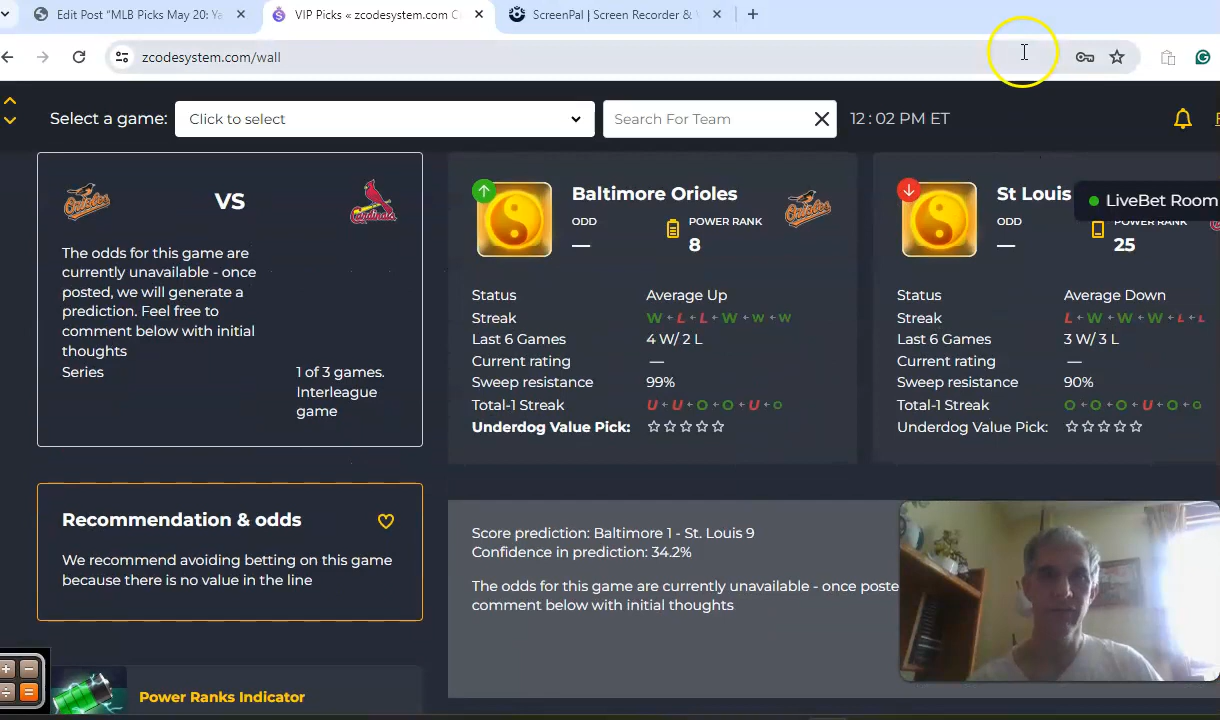 Edit Post "MLB Picks May 20: Ya
VIP Picks « zcodesystem.com C
ScreenPal | Screen Recorder &
zcodesystem.com/wall
Select a game:
Click to select
Search For Team
12 : 02 PM ET
VS
The odds for this game are
currently unavailable - once
posted, we will generate a
prediction. Feel free to
comment below with initial
thoughts
Series
1 of 3 games.
Interleague
game
Baltimore Orioles
ODD
—
POWER RANK
8
Status Average Up
Streak W L L W W W
Last 6 Games 4 W/ 2 L
Current rating —
Sweep resistance 99%
Total-1 Streak U U O O U O
Underdog Value Pick:
St Louis
LiveBet Room
ODD
—
POWER RANK
25
Status Average Down
Streak L W W W L L
Last 6 Games 3 W/ 3 L
Current rating —
Sweep resistance 90%
Total-1 Streak O O O U O O
Underdog Value Pick:
Recommendation & odds
We recommend avoiding betting on this game
because there is no value in the line
Score prediction: Baltimore 1 - St. Louis 9
Confidence in prediction: 34.2%
The odds for this game are currently unavailable - once poste
comment below with initial thoughts
Power Ranks Indicator